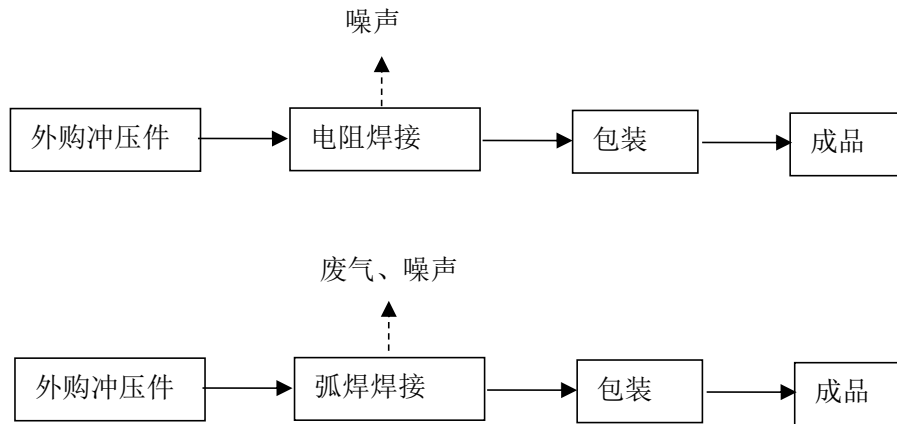 噪声
外购冲压件 电阻焊接 包装 成品
废气、噪声
外购冲压件 弧焊焊接 包装 成品